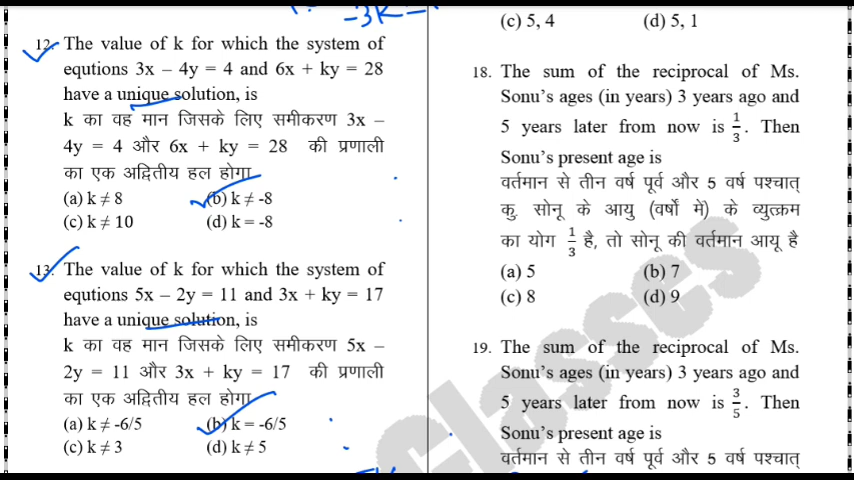 -3k -
12. The value of k for which the system of
equtions 3x – 4y = 4 and 6x + ky = 28
have a unique solution, is
k का वह मान जिसके लिए समीकरण 3x –
4y = 4 और 6x + ky = 28 की प्रणाली
का एक अद्वितीय हल होगा
(a) k ≠ 8 (b) k ≠ -8
(c) k ≠ 10 (d) k = -8
13. The value of k for which the system of
equtions 5x – 2y = 11 and 3x + ky = 17
have a unique solution, is
k का वह मान जिसके लिए समीकरण 5x –
2y = 11 और 3x + ky = 17 की प्रणाली
का एक अद्वितीय हल होगा
(a) k ≠ -6/5 (b) k = -6/5
(c) k ≠ 3 (d) k ≠ 5
(c) 5, 4 (d) 5, 1
18. The sum of the reciprocal of Ms.
Sonu's ages (in years) 3 years ago and
5 years later from now is 1/3. Then
Sonu's present age is
वर्तमान से तीन वर्ष पूर्व और 5 वर्ष पश्चात्
कु. सोनू के आयु (वर्षों में) के व्युत्क्रम
का योग 1/3 है, तो सोनू की वर्तमान आयू है
(a) 5 (b) 7
(c) 8 (d) 9
19. The sum of the reciprocal of Ms.
Sonu's ages (in years) 3 years ago and
5 years later from now is 3/5. Then
Sonu's present age is
वर्तमान से तीन वर्ष पूर्व और 5 वर्ष पश्चात्
Classes